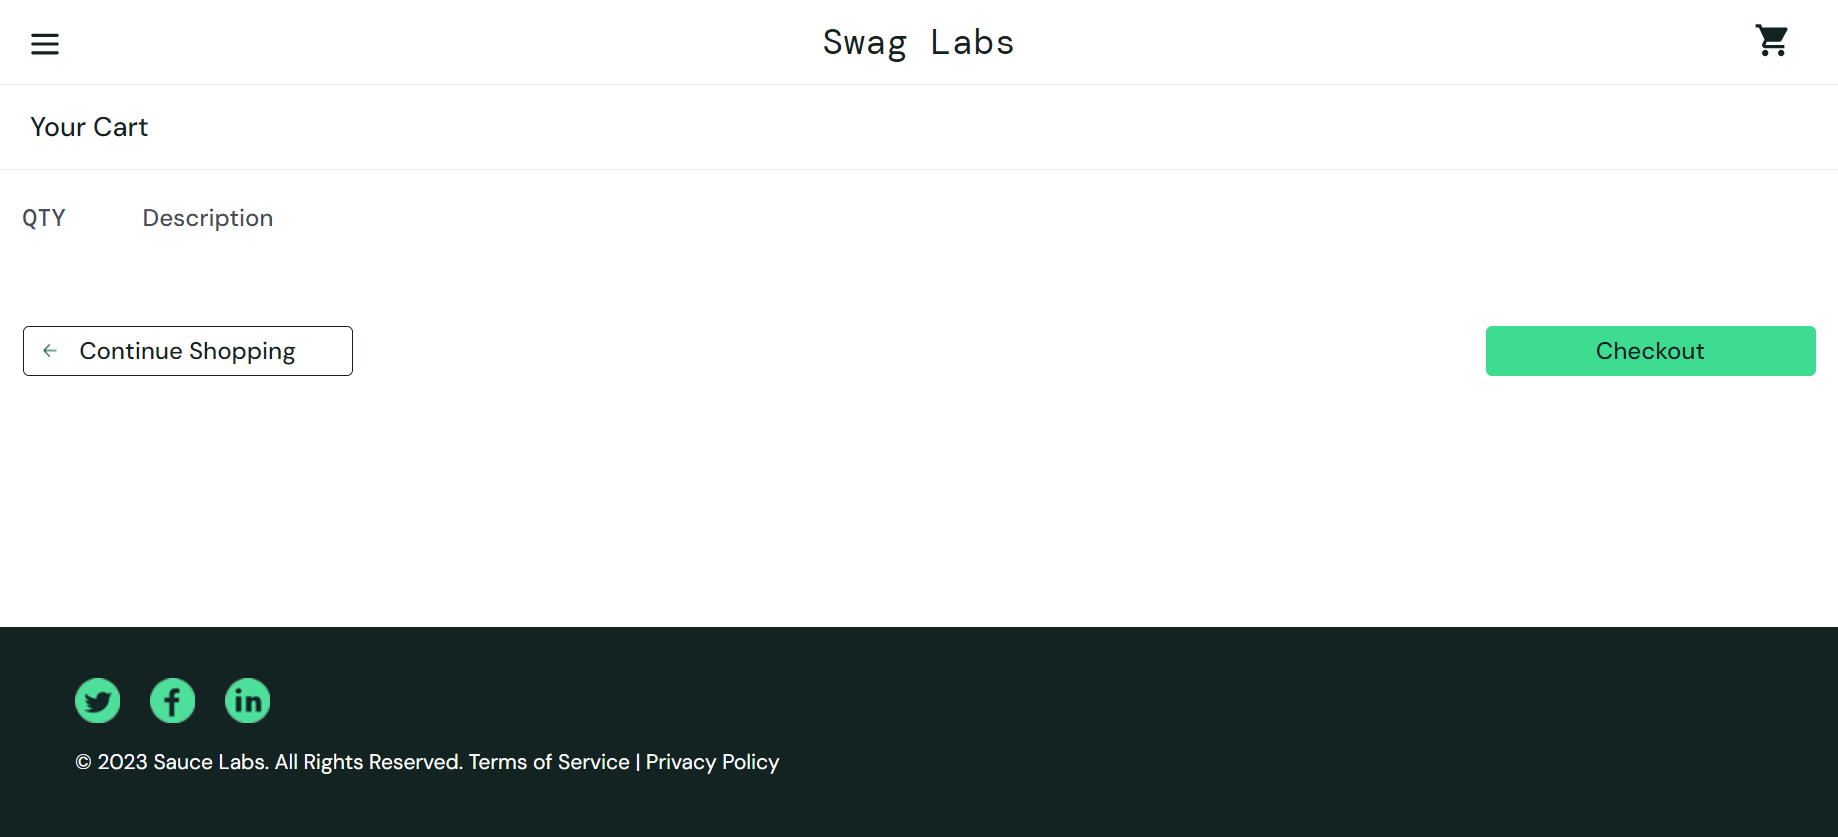 Swag Labs
Your Cart
QTY Description
Continue Shopping Checkout
© 2023 Sauce Labs. All Rights Reserved. Terms of Service | Privacy Policy